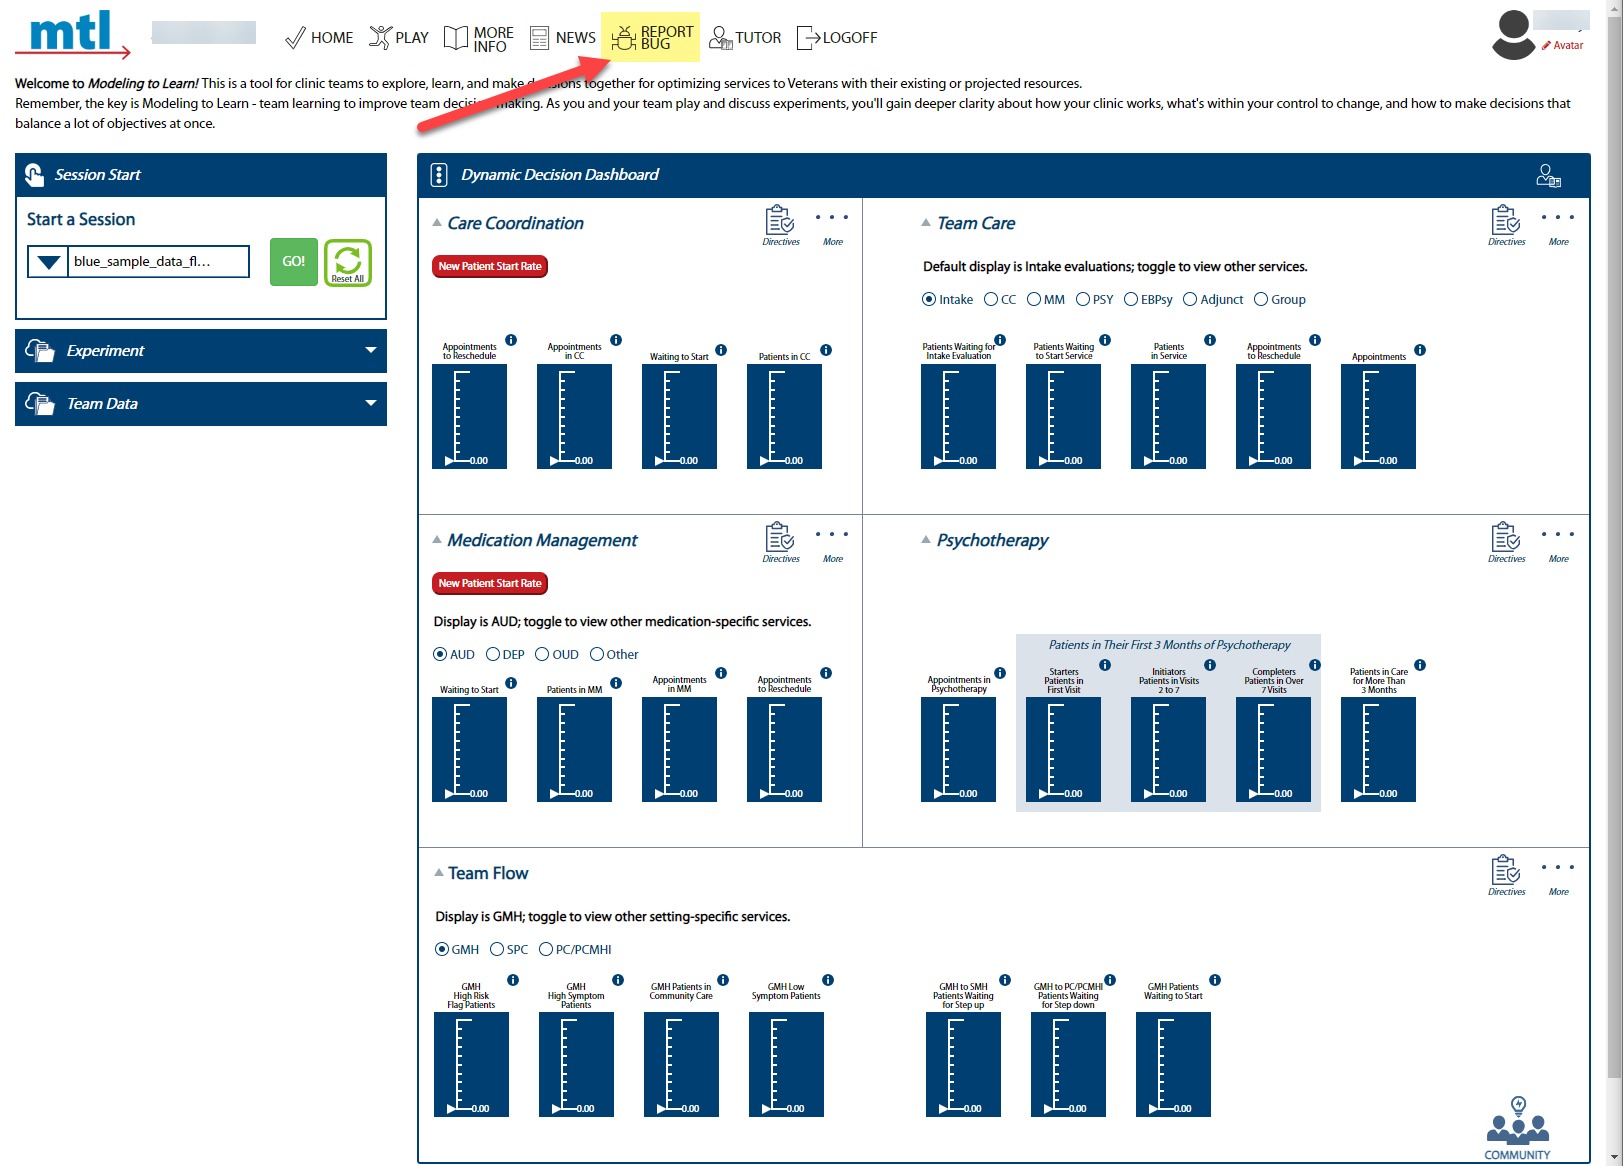 mtl
HOME
PLAY
MORE
INFO
NEWS
REPORT
BUG
TUTOR
LOGOFF
Avatar
Welcome to Modeling to Learn! This is a tool for clinic teams to explore, learn, and make decisions together for optimizing services to Veterans with their existing or projected resources.
Remember, the key is Modeling to Learn - team learning to improve team decision making. As you and your team play and discuss experiments, you'll gain deeper clarity about how your clinic works, what's within your control to change, and how to make decisions that
balance a lot of objectives at once.
Session Start
Start a Session
blue_sample_data_fl...
GO!
Reset All
Experiment
Team Data
Dynamic Decision Dashboard
Care Coordination
Directives
More
New Patient Start Rate
Appointments
to Reschedule
0.00
Appointments
in CC
0.00
Waiting to Start
0.00
Patients in CC
0.00
Team Care
Directives
More
Default display is Intake evaluations; toggle to view other services.
Intake CC MM PSY EBPsy Adjunct Group
Patients Waiting for
Intake Evaluation
0.00
Patients Waiting
to Start Service
0.00
Patients
in Service
0.00
Appointments
to Reschedule
0.00
Appointments
0.00
Medication Management
Directives
More
New Patient Start Rate
Display is AUD; toggle to view other medication-specific services.
AUD DEP OUD Other
Waiting to Start
0.00
Patients in MM
0.00
Appointments
in MM
0.00
Appointments
to Reschedule
0.00
Psychotherapy
Directives
More
Patients in Their First 3 Months of Psychotherapy
Appointments in
Psychotherapy
0.00
Starters
Patients in
First Visit
0.00
Initiators
Patients in Visits
2 to 7
0.00
Completers
Patients in Over
7 Visits
0.00
Patients in Care
for More Than
3 Months
0.00
Team Flow
Directives
More
Display is GMH; toggle to view other setting-specific services.
GMH SPC PC/PCMHI
GMH
High Risk
Flag Patients
0.00
GMH
High Symptom
Patients
0.00
GMH Patients in
Community Care
0.00
GMH Low
Symptom Patients
0.00
GMH to SMH
Patients Waiting
for Step up
0.00
GMH to PC/PCMHI
Patients Waiting
for Step down
0.00
GMH Patients
Waiting to Start
0.00
COMMUNITY